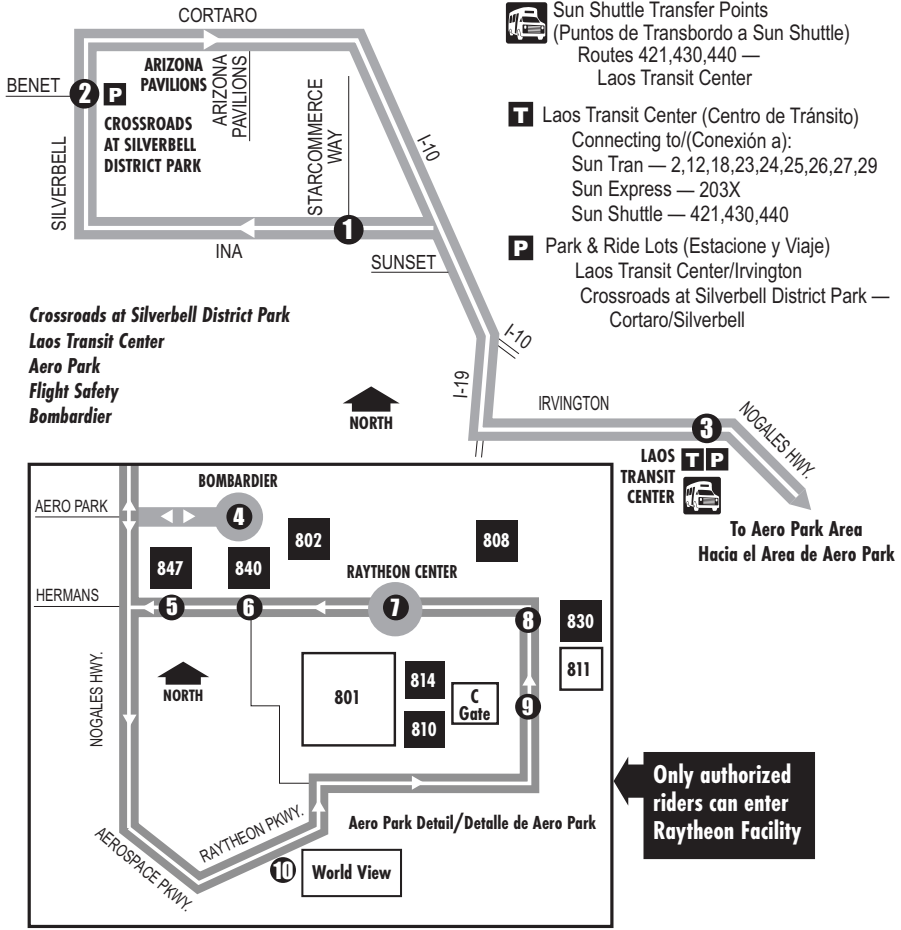 CORTARO
Sun Shuttle Transfer Points
(Puntos de Transbordo a Sun Shuttle)
Routes 421,430,440 —
Laos Transit Center
T Laos Transit Center (Centro de Tránsito)
Connecting to/(Conexión a):
Sun Tran — 2,12,18,23,24,25,26,27,29
Sun Express — 203X
Sun Shuttle — 421,430,440
P Park & Ride Lots (Estacione y Viaje)
Laos Transit Center/Irvington
Crossroads at Silverbell District Park —
Cortaro/Silverbell
ARIZONA
PAVILIONS
ARIZONA
PAVILIONS
BENET
2 P
CROSSROADS
AT SILVERBELL
DISTRICT PARK
SILVERBELL
STARCOMMERCE
WAY
I-10
1
INA
SUNSET
Crossroads at Silverbell District Park
Laos Transit Center
Aero Park
Flight Safety
Bombardier
I-10
I-19
NORTH
IRVINGTON
3
NOGALES HWY.
LAOS
TRANSIT
CENTER
T P
To Aero Park Area
Hacia el Area de Aero Park
BOMBARDIER
AERO PARK
4
802
808
847
840
RAYTHEON CENTER
HERMANS
5
6
7
8
830
811
NORTH
NOGALES HWY.
801
814
810
C
Gate
9
Only authorized
riders can enter
Raytheon Facility
RAYTHEON PKWY.
AEROSPACE PKWY.
Aero Park Detail/Detalle de Aero Park
10
World View